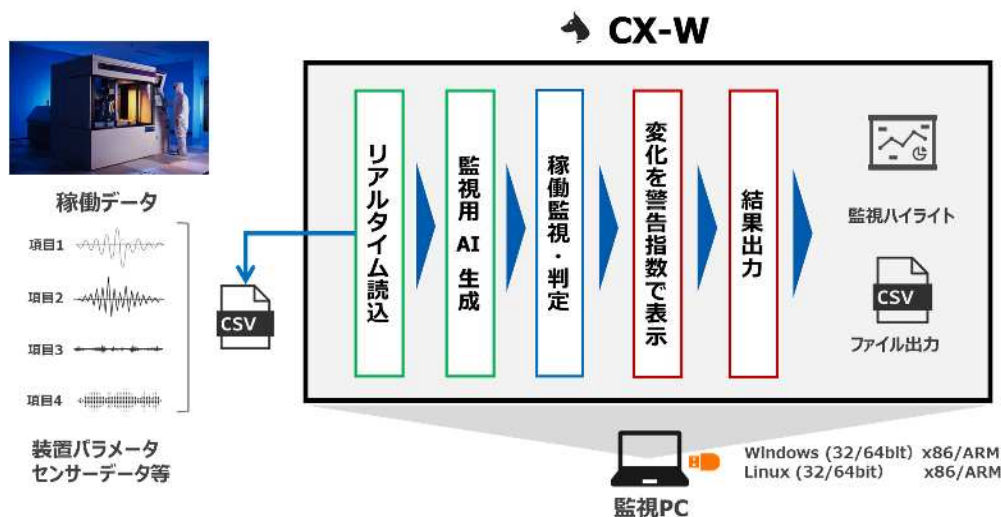 CX-W
稼働データ
項目1
項目2
項目3
項目4
装置パラメータ
センサーデータ等
CSV
リアルタイム読込
監視用 AI 生成
稼働監視・判定
変化を警告指数で表示
結果出力
監視ハイライト
CSV
ファイル出力
監視PC
Windows (32/64bit) x86/ARM
Linux (32/64bit) x86/ARM